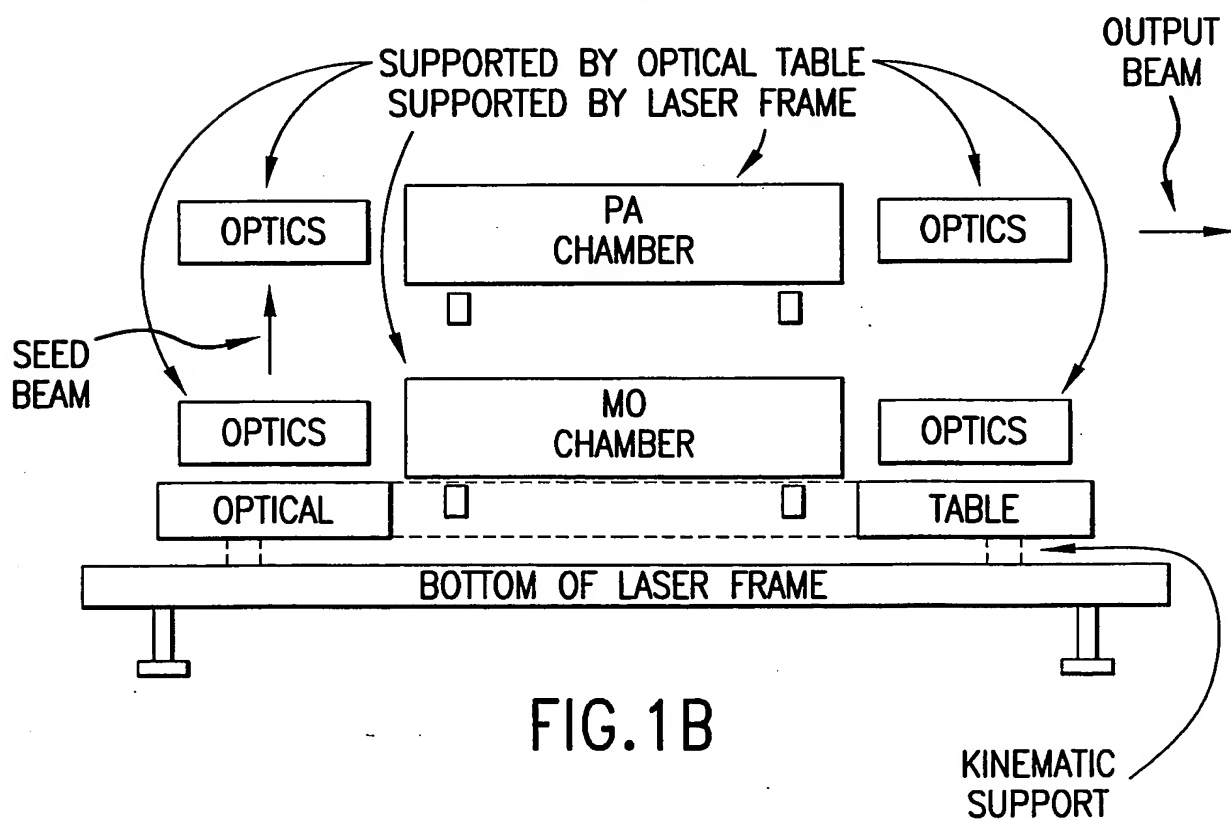 OUTPUT
BEAM
SUPPORTED BY OPTICAL TABLE
SUPPORTED BY LASER FRAME
OPTICS
PA
CHAMBER
OPTICS
SEED
BEAM
OPTICS
MO
CHAMBER
OPTICS
OPTICAL
TABLE
BOTTOM OF LASER FRAME
FIG.1B
KINEMATIC
SUPPORT